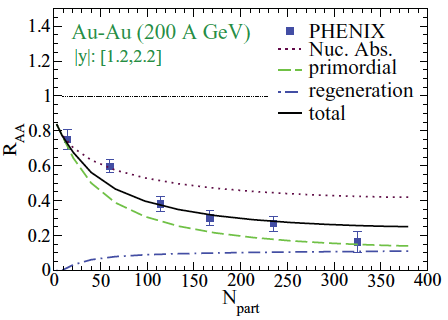 1.4
1.2
1
0.8
0.6
0.4
0.2
0
R_AA
Au-Au (200 A GeV)
|y|: [1.2,2.2]
PHENIX
Nuc. Abs.
primordial
regeneration
total
0 50 100 150 200 250 300 350 400
N_part